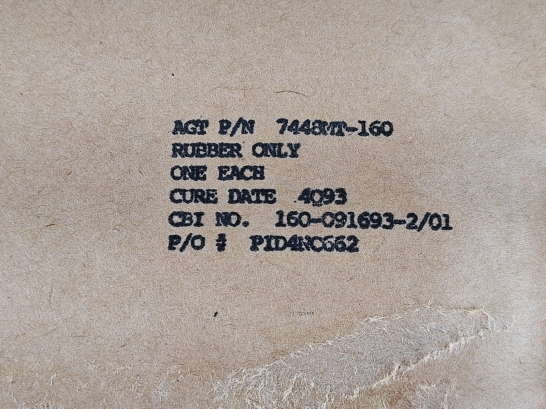 AGT P/N 7448MT-160
RUBBER ONLY
ONE EACH
CURE DATE 4Q93
CBI NO. 160-091693-2/01
P/O # PID4NC662